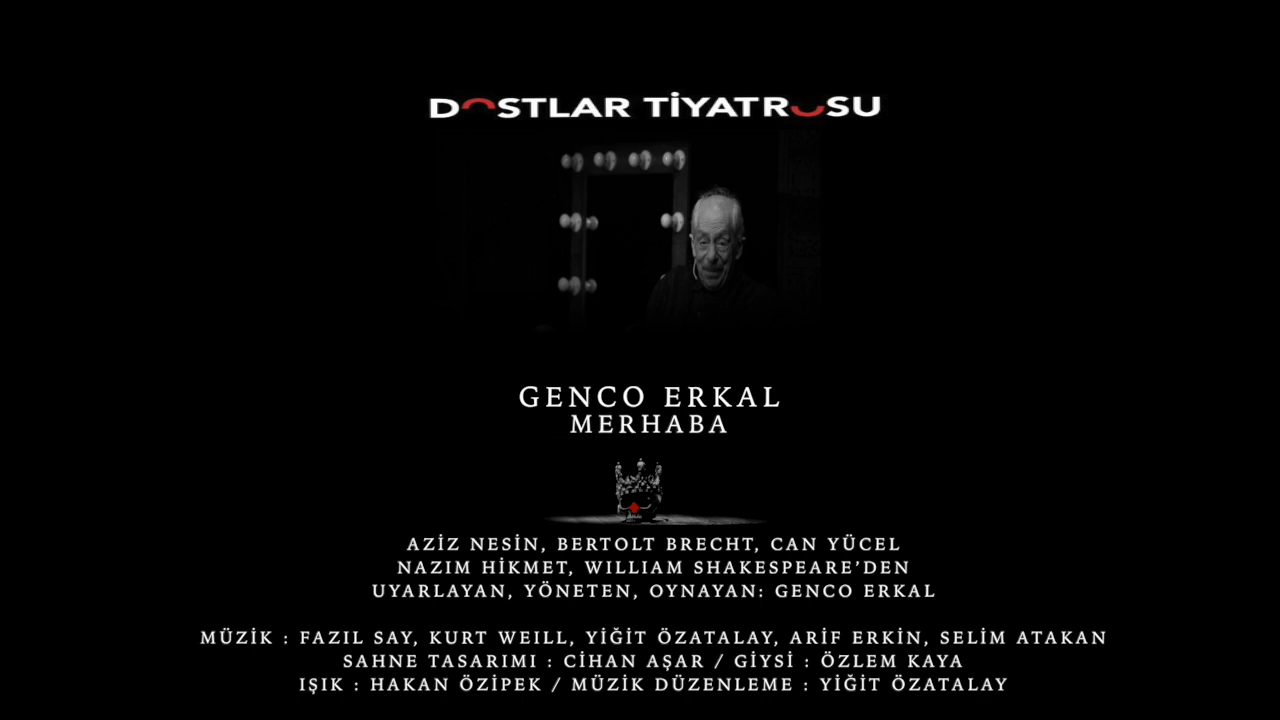 DOSTLAR TİYATROSU
GENCO ERKAL
MERHABA
AZİZ NESİN, BERTOLT BRECHT, CAN YÜCEL
NAZIM HİKMET, WILLIAM SHAKESPEARE'DEN
UYARLAYAN, YÖNETEN, OYNAYAN: GENCO ERKAL
MÜZİK : FAZIL SAY, KURT WEILL, YİĞİT ÖZATALAY, ARİF ERKİN, SELİM ATAKAN
SAHNE TASARIMI : CİHAN AŞAR / GİYSİ : ÖZLEM KAYA
IŞIK : HAKAN ÖZİPEK / MÜZİK DÜZENLEME : YİĞİT ÖZATALAY